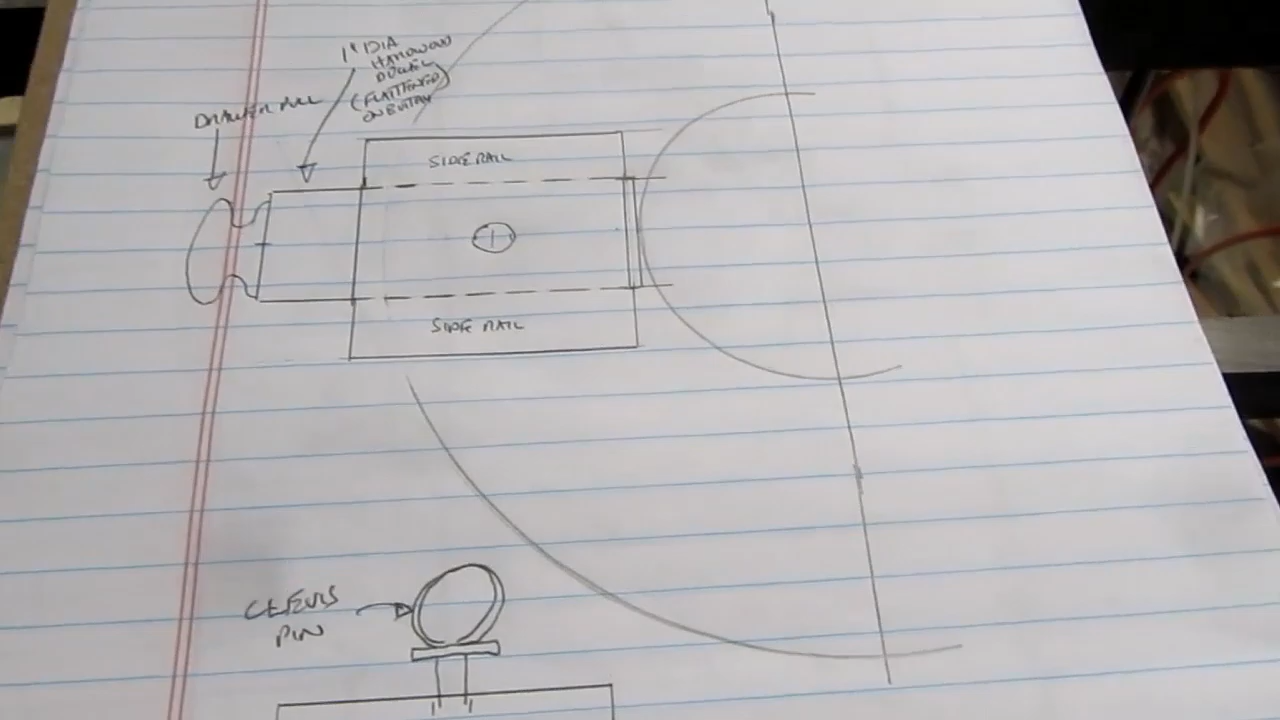 1" DIA
HARDWOOD
DOWEL
(FLATTENED
ON BOTTOM)
DRAWER PULL
SIDE RAIL
SIDE RAIL
CLEVIS
PIN